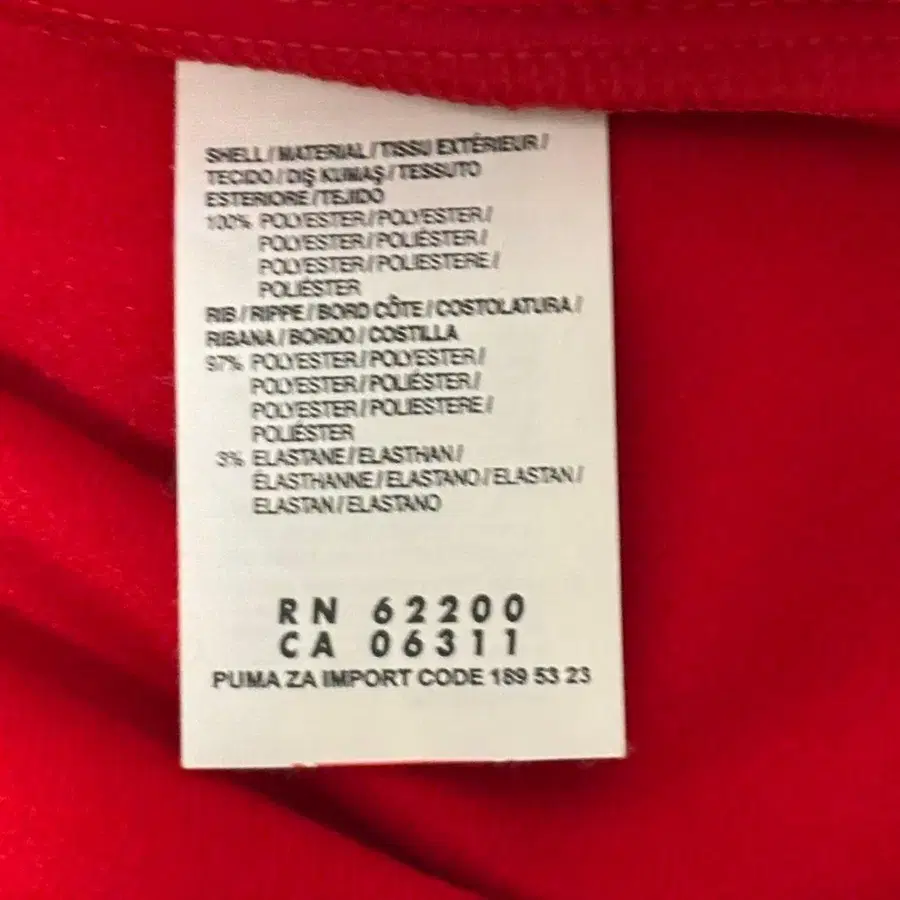 SHELL/MATERIAL/TISSU EXTÉRIEUR/
TECIDO/DIŞ KUMAŞ/TESSUTO
ESTERIORE/TEJIDO
100% POLYESTER/POLYESTER/
POLYESTER/POLIÉSTER/
POLYESTER/POLIESTERE/
POLIÉSTER
RIB/RIPPE/BORD CÔTE/COSTOLATURA/
RIBANA/BORDO/COSTILLA
97% POLYESTER/POLYESTER/
POLYESTER/POLIÉSTER/
POLYESTER/POLIESTERE/
POLIÉSTER
3% ELASTANE/ELASTHAN/
ÉLASTHANNE/ELASTANO/ELASTAN/
ELASTAN/ELASTANO
RN 62200
CA 06311
PUMA ZA IMPORT CODE 189 53 23